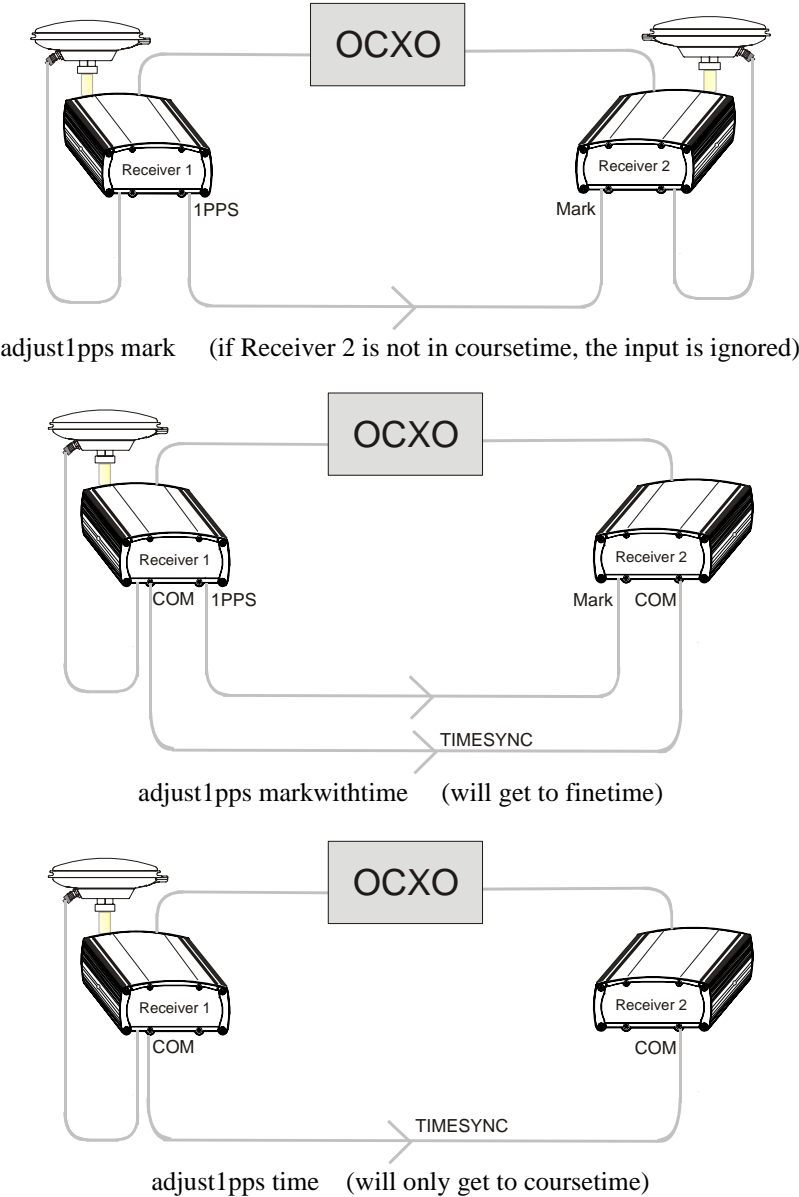 OCXO
Receiver 1
Receiver 2
1PPS
Mark
adjust1pps mark (if Receiver 2 is not in coursetime, the input is ignored)
OCXO
Receiver 1
Receiver 2
COM 1PPS
Mark COM
TIMESYNC
adjust1pps markwithtime (will get to finetime)
OCXO
Receiver 1
Receiver 2
COM
COM
TIMESYNC
adjust1pps time (will only get to coursetime)